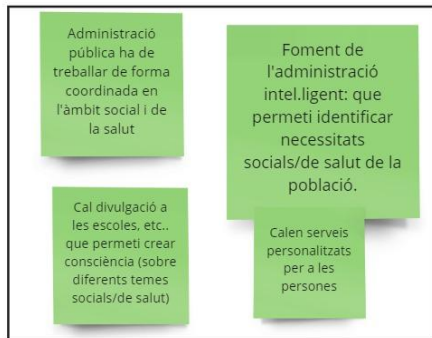 Administració
pública ha de
treballar de forma
coordinada en
l'àmbit social i de
la salut
Foment de
l'administració
intel.ligent: que
permeti identificar
necessitats
socials/de salut de la
població.
Cal divulgació a
les escoles, etc..
que permeti crear
consciència (sobre
diferents temes
socials/de salut)
Calen serveis
personalitzats
per a les
persones